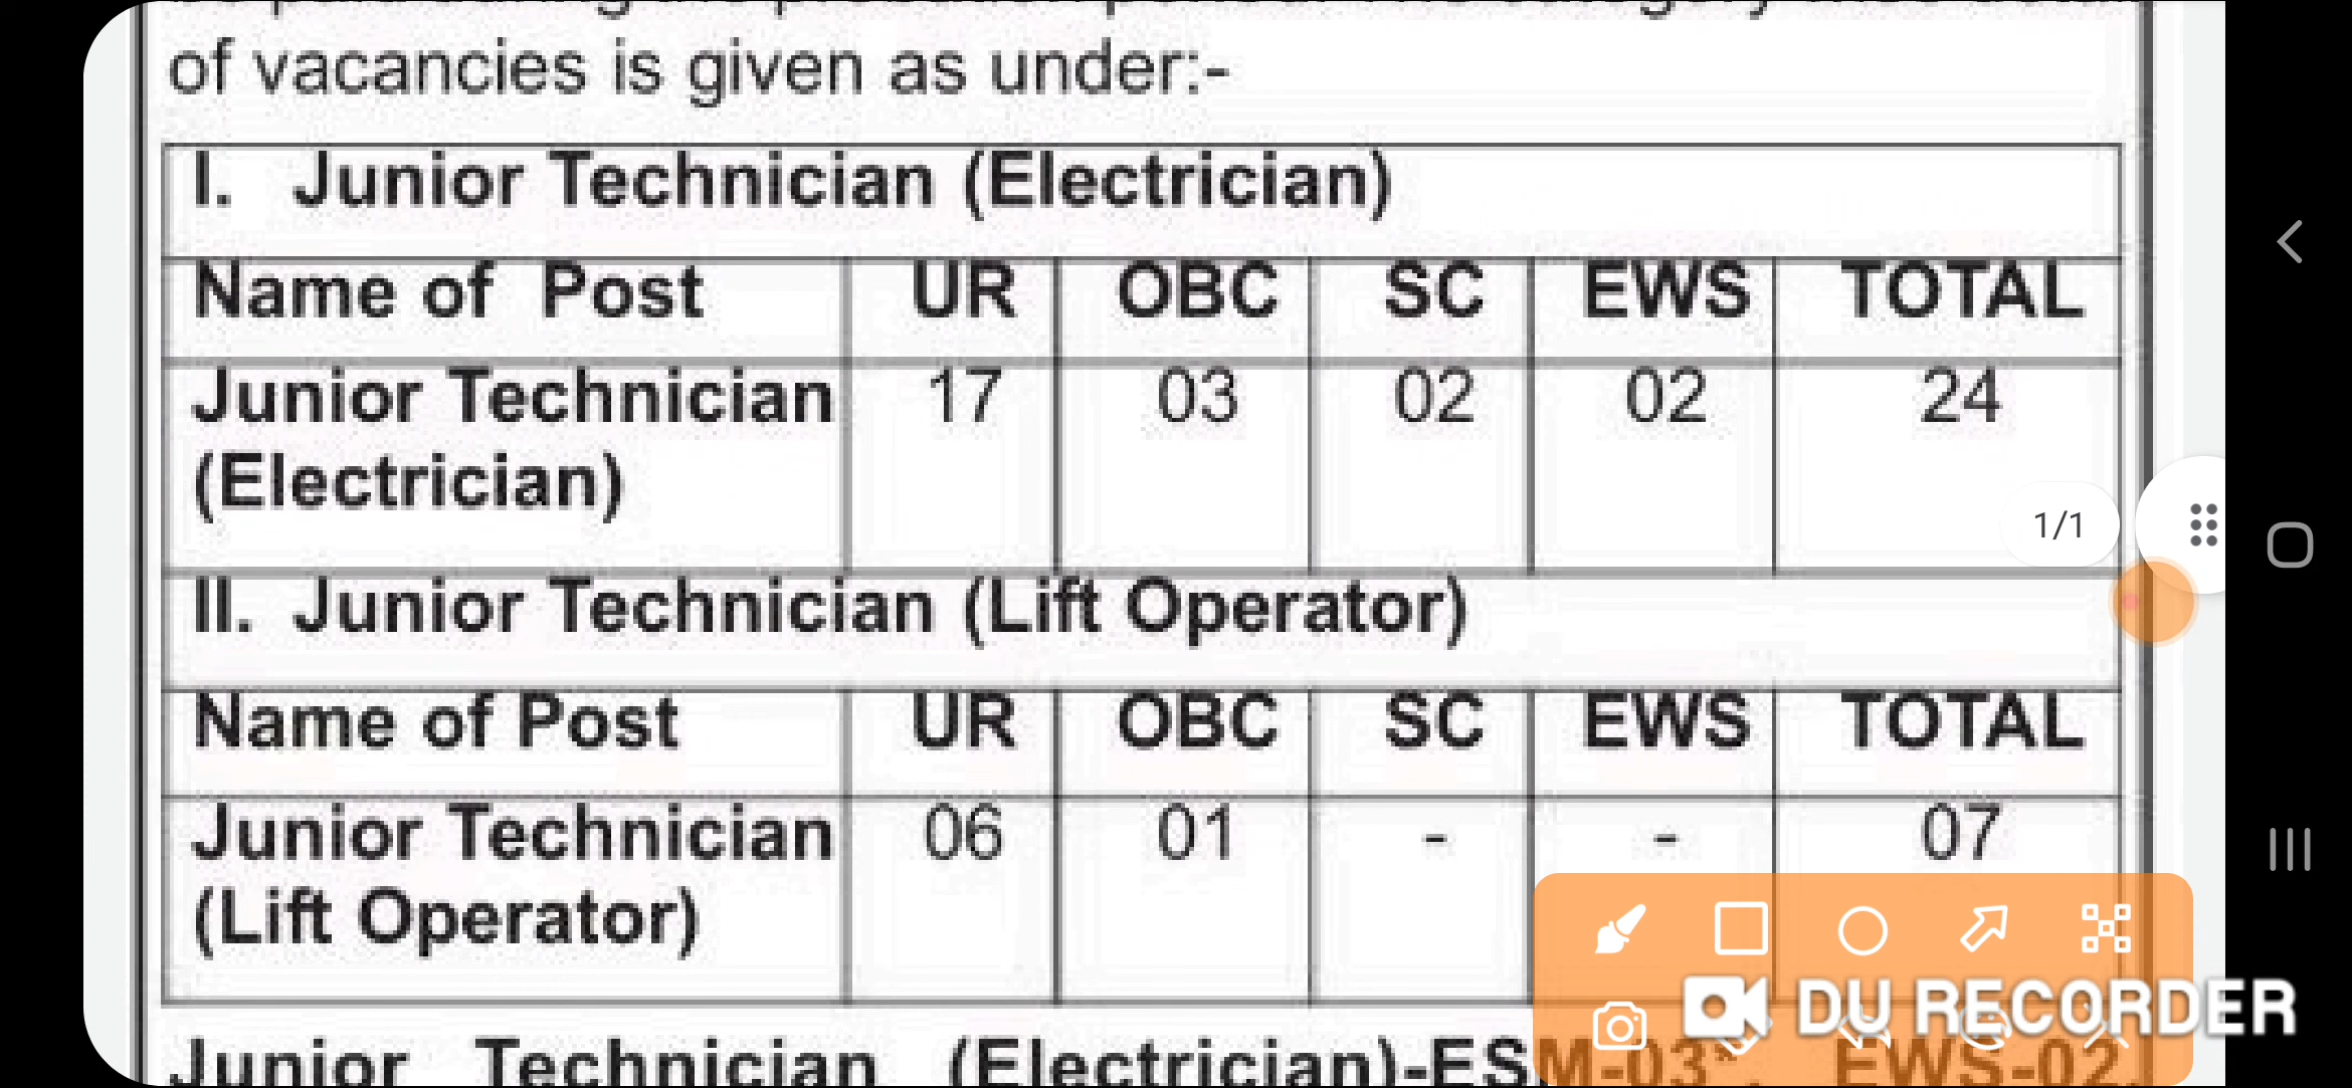 of vacancies is given as under:-
I. Junior Technician (Electrician)
Name of Post UR OBC SC EWS TOTAL
Junior Technician 17 03 02 02 24
(Electrician)
1/1
II. Junior Technician (Lift Operator)
Name of Post UR OBC SC EWS TOTAL
Junior Technician 06 01 - - 07
(Lift Operator)
DU RECORDER
Junior Technician (Electrician)-ESM-03*, EWS-02,